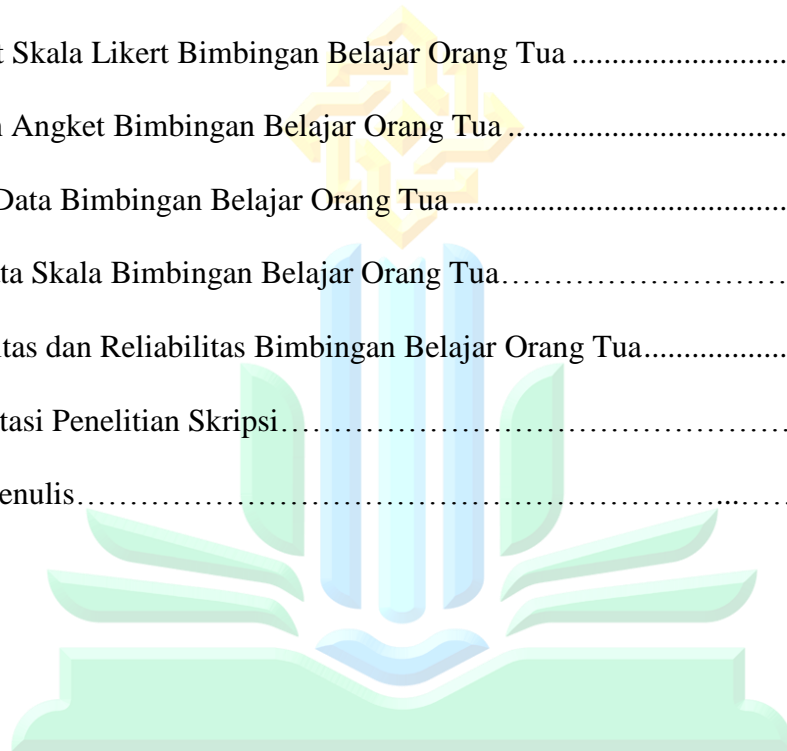 t Skala Likert Bimbingan Belajar Orang Tua ..........................
n Angket Bimbingan Belajar Orang Tua ..................................
Data Bimbingan Belajar Orang Tua..........................................
ta Skala Bimbingan Belajar Orang Tua…………………………
itas dan Reliabilitas Bimbingan Belajar Orang Tua..................
tasi Penelitian Skripsi………………………………………………
enulis……………………………………………………...……